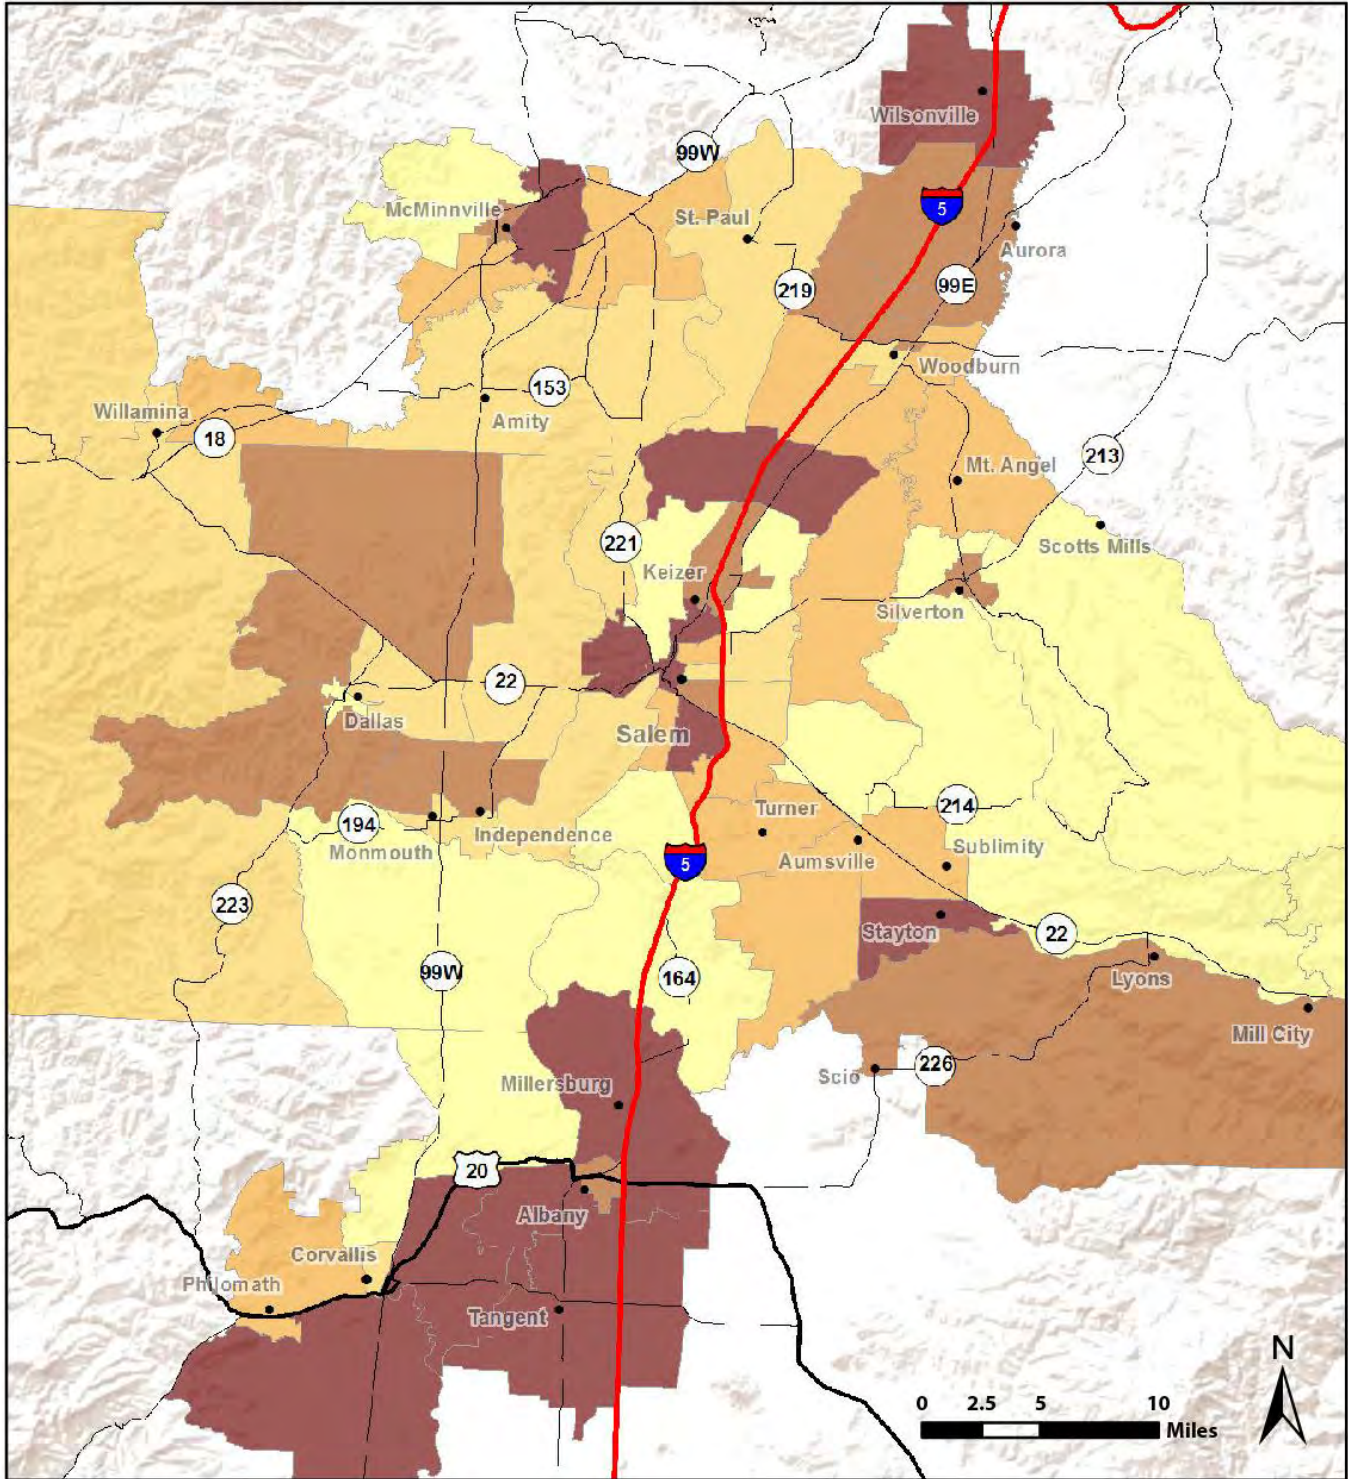 Wilsonville
99W
McMinnville
St. Paul
5
Aurora
219
99E
Woodburn
153
Willamina
Amity
18
213
Mt. Angel
221
Scotts Mills
Keizer
Silverton
22
Dallas
Salem
214
194
Turner
Independence
Monmouth
Aumsville
Sublimity
5
223
Stayton
22
99W
164
Lyons
Mill City
226
Scio
Millersburg
20
Albany
Corvallis
Philomath
Tangent
N
0 2.5 5 10
Miles